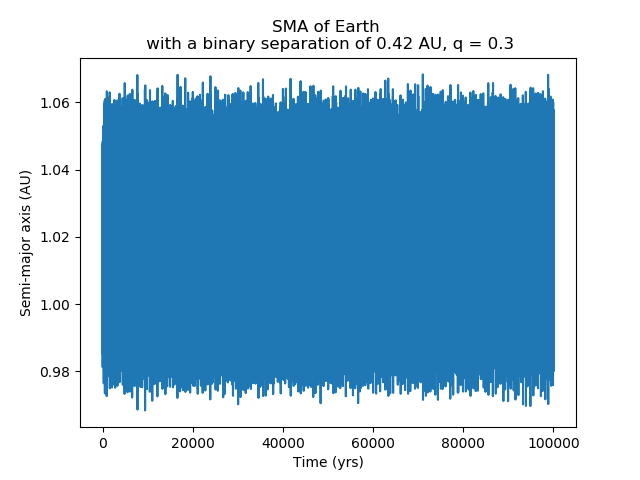 SMA of Earth
with a binary separation of 0.42 AU, q = 0.3
1.06
1.04
1.02
1.00
0.98
Semi-major axis (AU)
0 20000 40000 60000 80000 100000
Time (yrs)